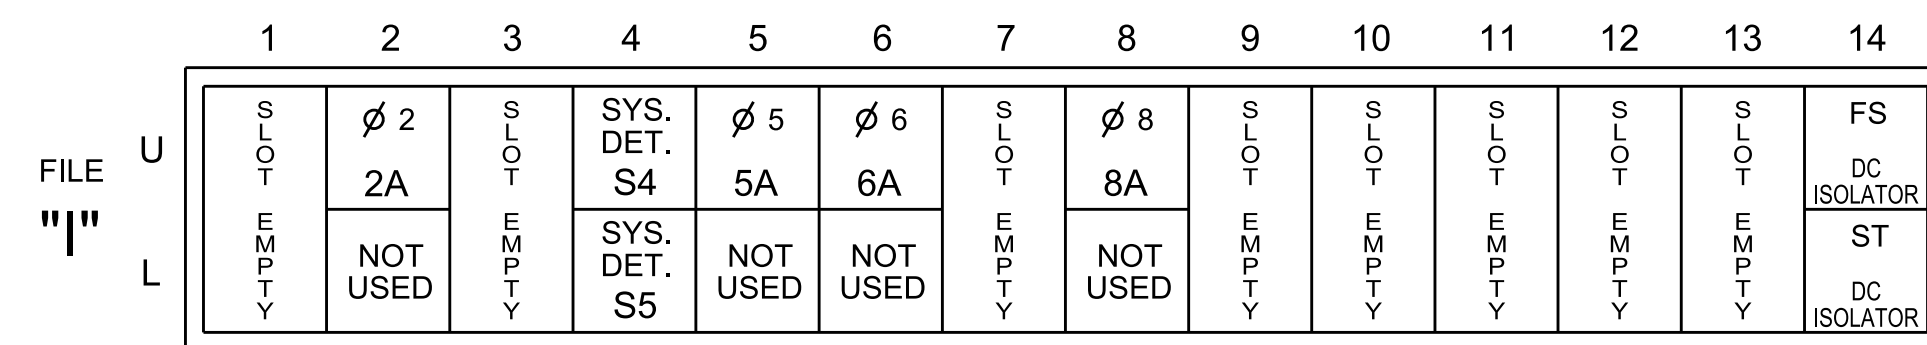 1 2 3 4 5 6 7 8 9 10 11 12 13 14
FILE
"I"
U
L
SLOT EMPTY
Ø 2
2A
NOT
USED
SLOT EMPTY
SYS.
DET.
S4
SYS.
DET.
S5
Ø 5
5A
NOT
USED
Ø 6
6A
NOT
USED
SLOT EMPTY
Ø 8
8A
NOT
USED
SLOT EMPTY
SLOT EMPTY
SLOT EMPTY
SLOT EMPTY
SLOT EMPTY
FS
DC
ISOLATOR
ST
DC
ISOLATOR